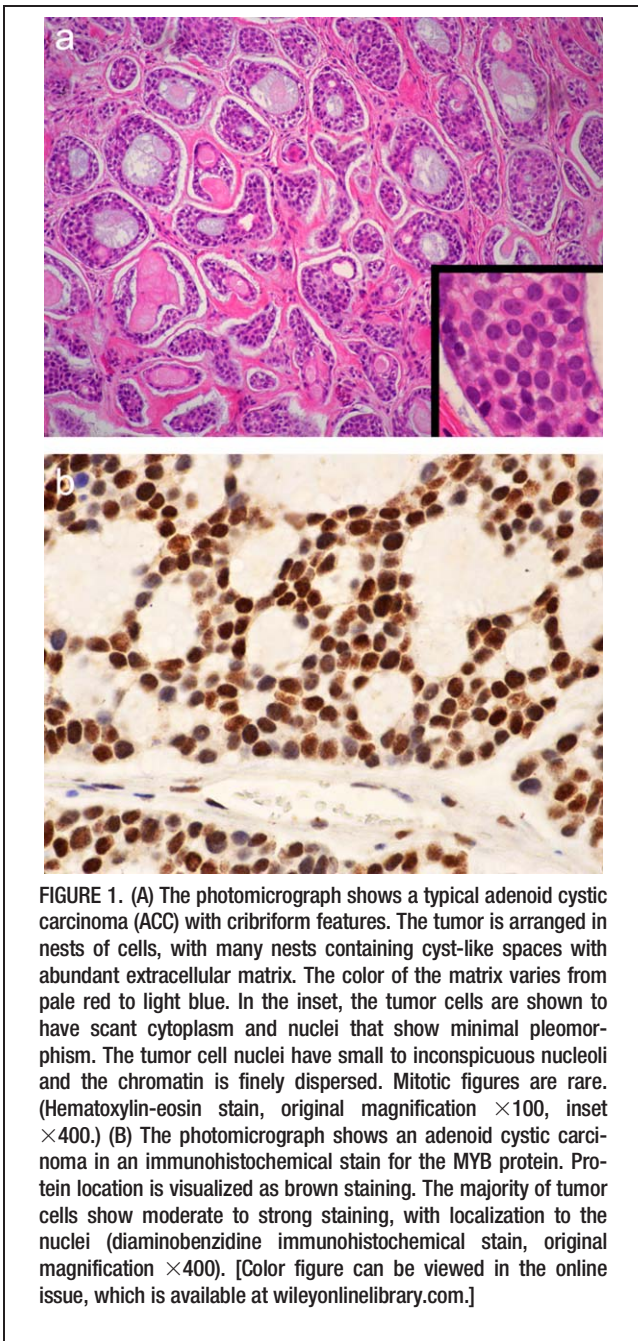 a
b
FIGURE 1. (A) The photomicrograph shows a typical adenoid cystic
carcinoma (ACC) with cribriform features. The tumor is arranged in
nests of cells, with many nests containing cyst-like spaces with
abundant extracellular matrix. The color of the matrix varies from
pale red to light blue. In the inset, the tumor cells are shown to
have scant cytoplasm and nuclei that show minimal pleomor-
phism. The tumor cell nuclei have small to inconspicuous nucleoli
and the chromatin is finely dispersed. Mitotic figures are rare.
(Hematoxylin-eosin stain, original magnification ×100, inset
×400.) (B) The photomicrograph shows an adenoid cystic carci-
noma in an immunohistochemical stain for the MYB protein. Pro-
tein location is visualized as brown staining. The majority of tumor
cells show moderate to strong staining, with localization to the
nuclei (diaminobenzidine immunohistochemical stain, original
magnification ×400). [Color figure can be viewed in the online
issue, which is available at wileyonlinelibrary.com.]